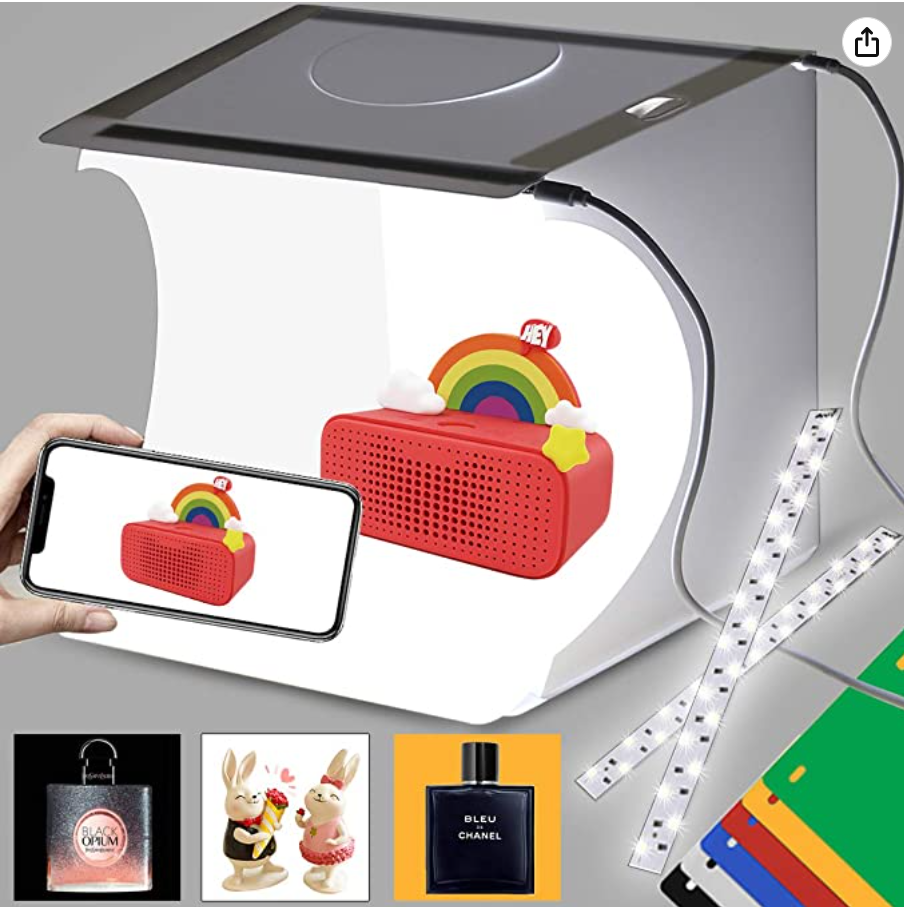 HEY
HEY
BLACK
OPIUM
BLEU
DE
CHANEL